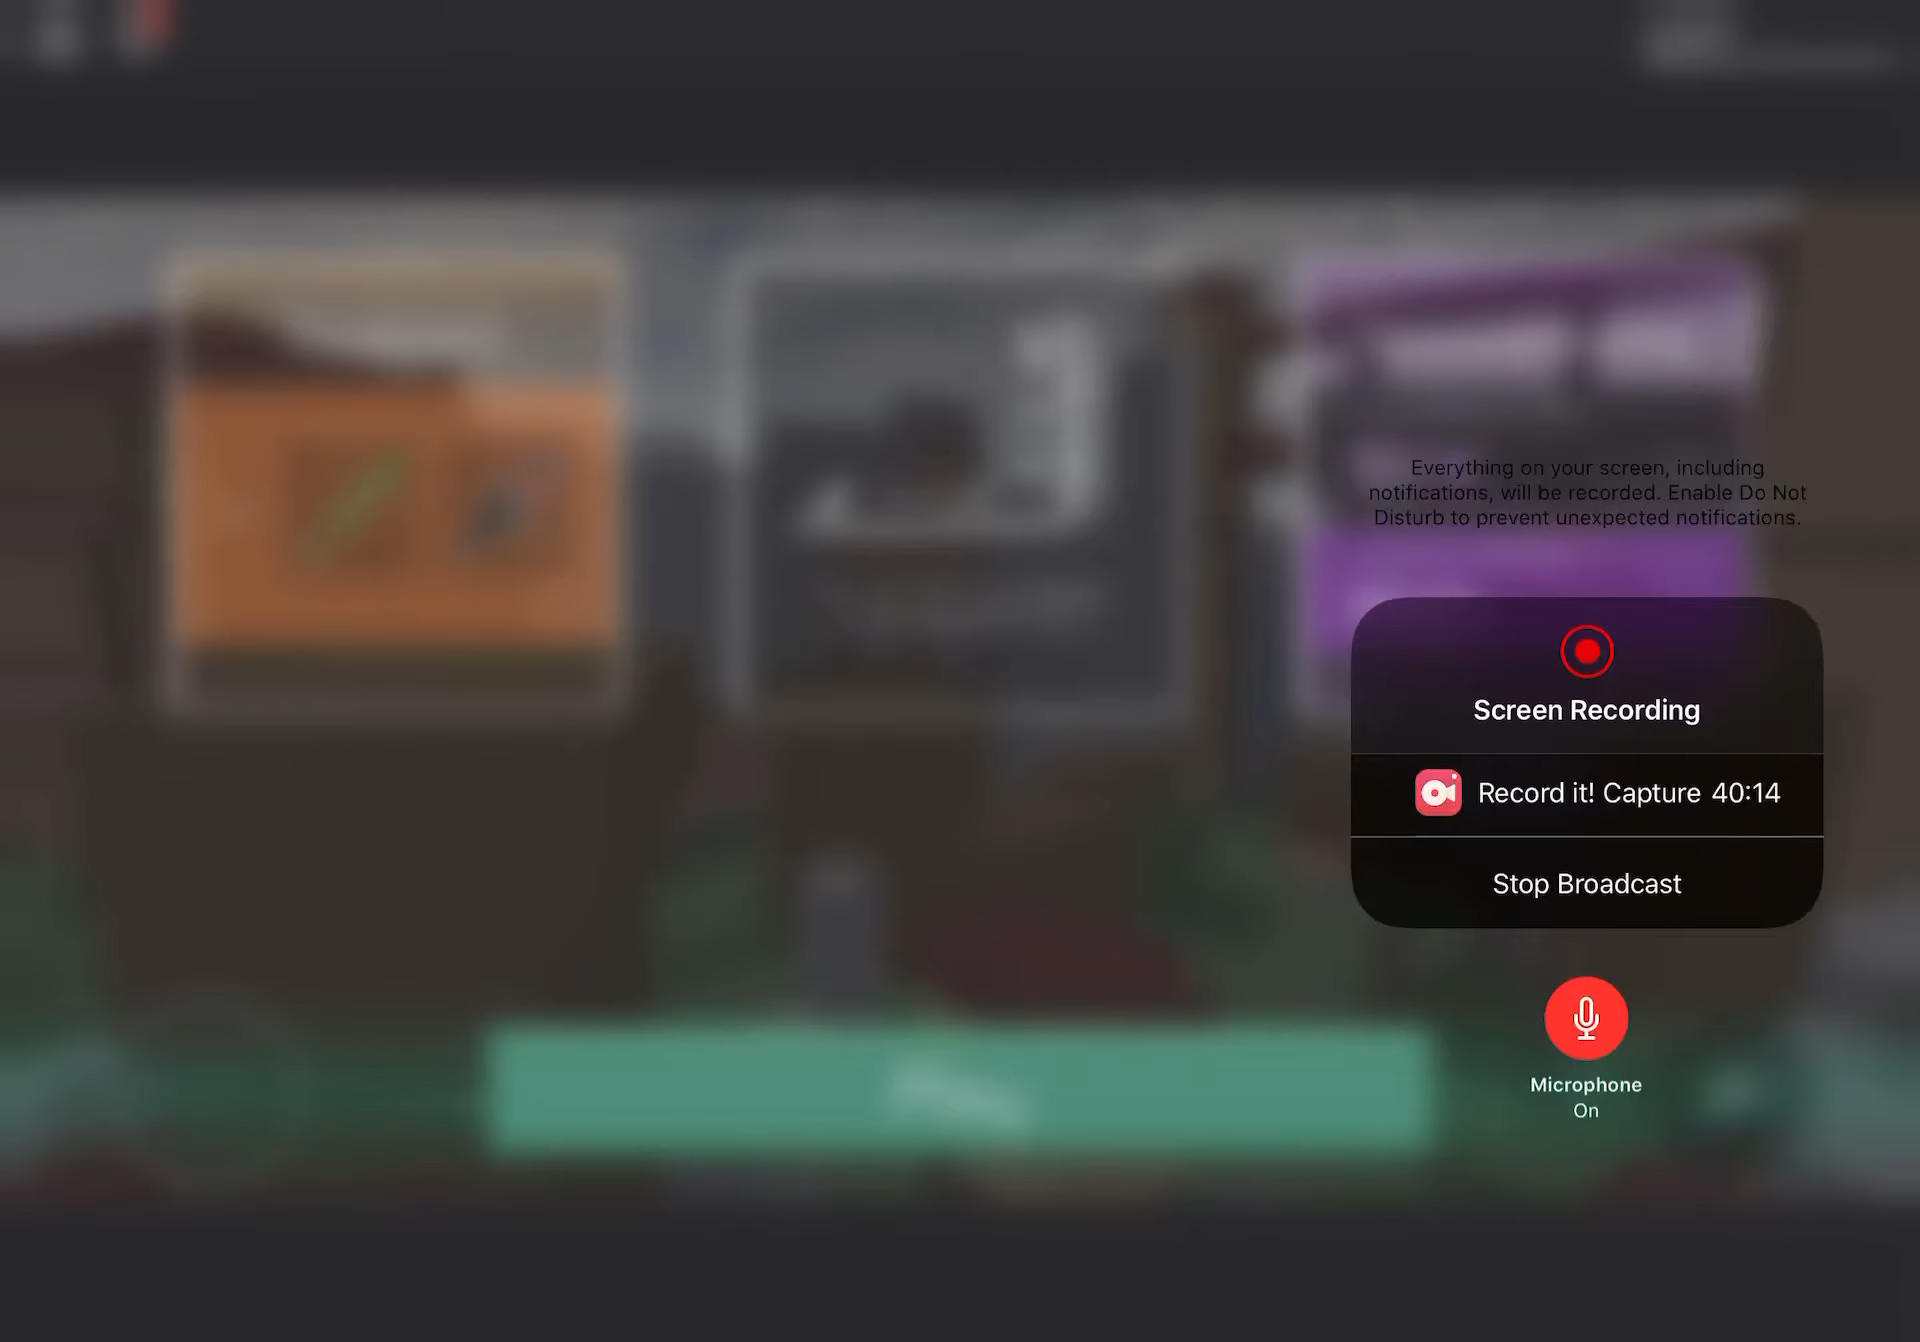 Everything on your screen, including
notifications, will be recorded. Enable Do Not
Disturb to prevent unexpected notifications.
Screen Recording
Record it! Capture 40:14
Stop Broadcast
Microphone
On